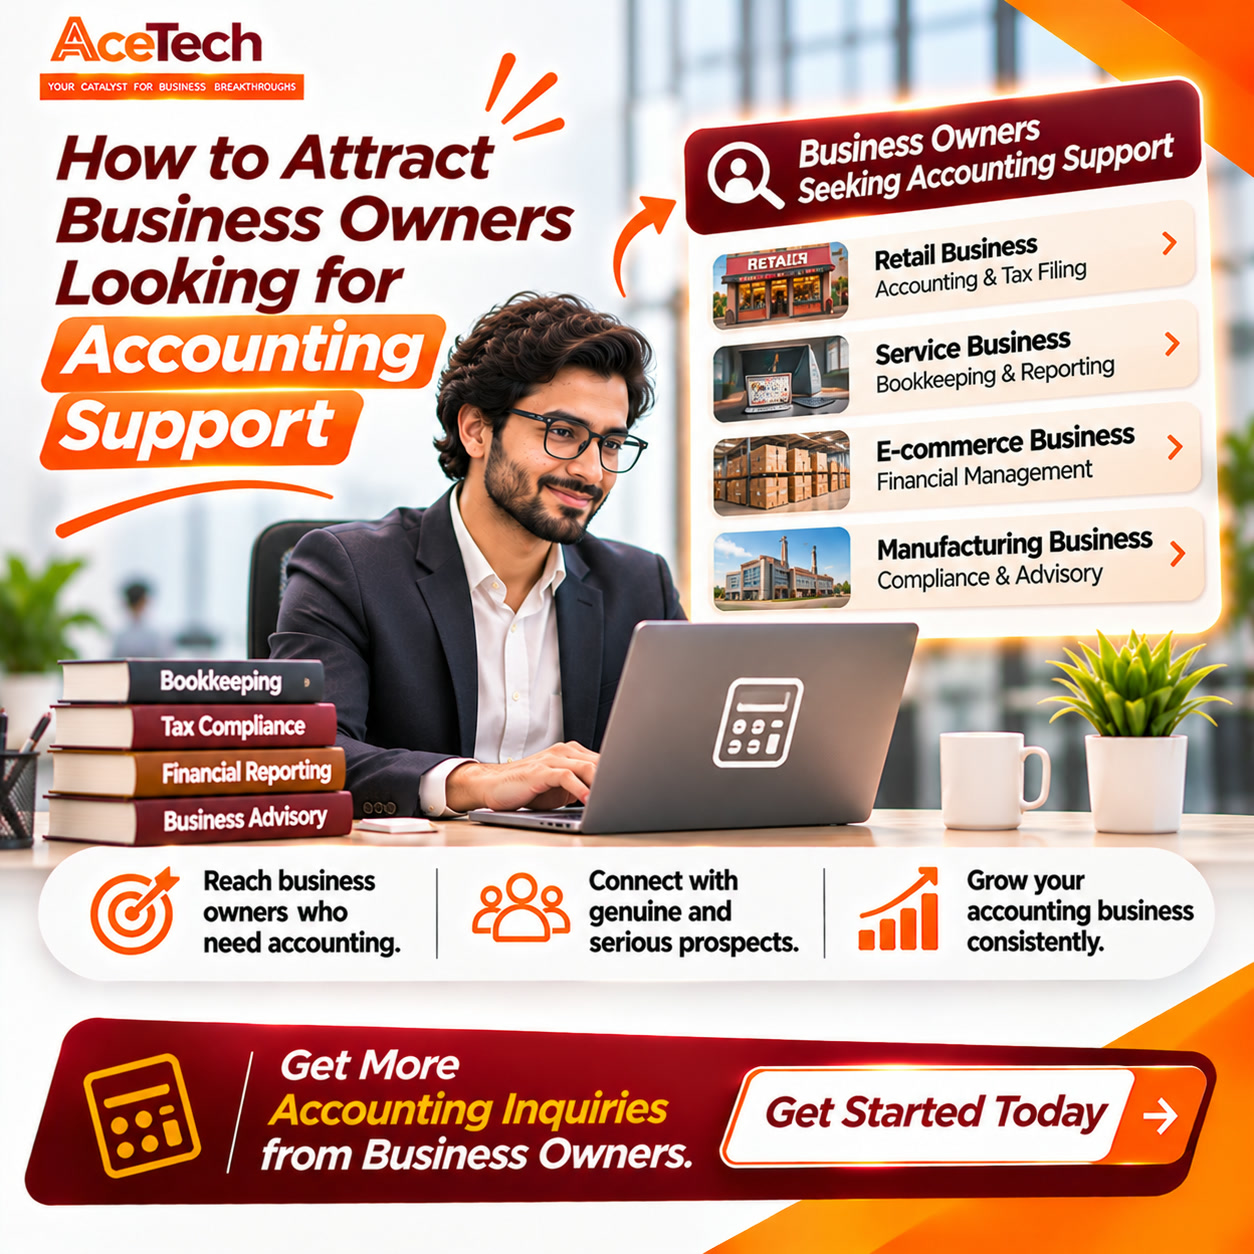 AceTech
YOUR CATALYST FOR BUSINESS BREAKTHROUGHS
How to Attract
Business Owners
Looking for
Accounting
Support
Business Owners
Seeking Accounting Support
Retail Business
Accounting & Tax Filing
Service Business
Bookkeeping & Reporting
E-commerce Business
Financial Management
Manufacturing Business
Compliance & Advisory
Bookkeeping
Tax Compliance
Financial Reporting
Business Advisory
Reach business
owners who
need accounting.
Connect with
genuine and
serious prospects.
Grow your
accounting business
consistently.
Get More
Accounting Inquiries
from Business Owners.
Get Started Today